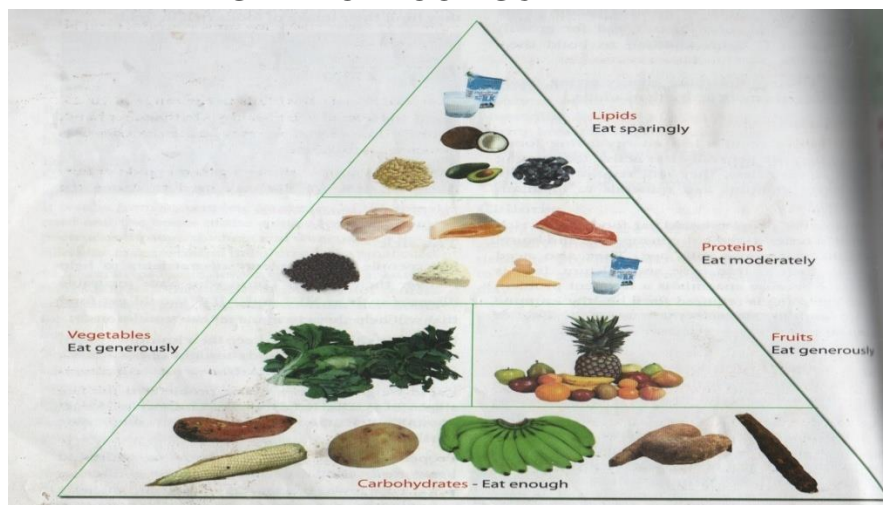 Lipids
Eat sparingly
Proteins
Eat moderately
Vegetables
Eat generously
Fruits
Eat generously
Carbohydrates - Eat enough